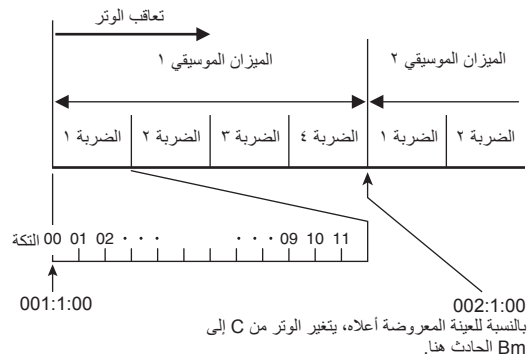 تعاقب الوتر
الميزان الموسيقي ١
الميزان الموسيقي ٢
الضربة ١
الضربة ٢
الضربة ٣
الضربة ٤
الضربة ١
الضربة ٢
التكة 00 01 02 · · · · · · 09 10 11
001:1:00
002:1:00
بالنسبة للعينة المعروضة أعلاه، يتغير الوتر من C إلى
Bm الحادث هنا.